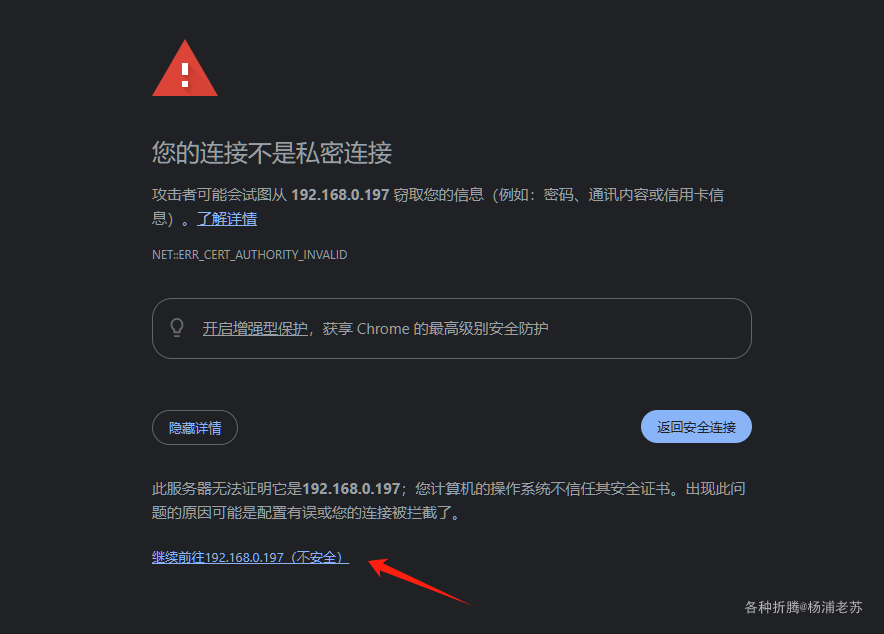 您的连接不是私密连接
攻击者可能会试图从 192.168.0.197 窃取您的信息（例如：密码、通讯内容或信用卡信
息）。了解详情
NET::ERR_CERT_AUTHORITY_INVALID
开启增强型保护，获享 Chrome 的最高级别安全防护
隐藏详情
返回安全连接
此服务器无法证明它是192.168.0.197；您计算机的操作系统不信任其安全证书。出现此问
题的原因可能是配置有误或您的连接被拦截了。
继续前往192.168.0.197（不安全）
各种折腾@杨浦老苏